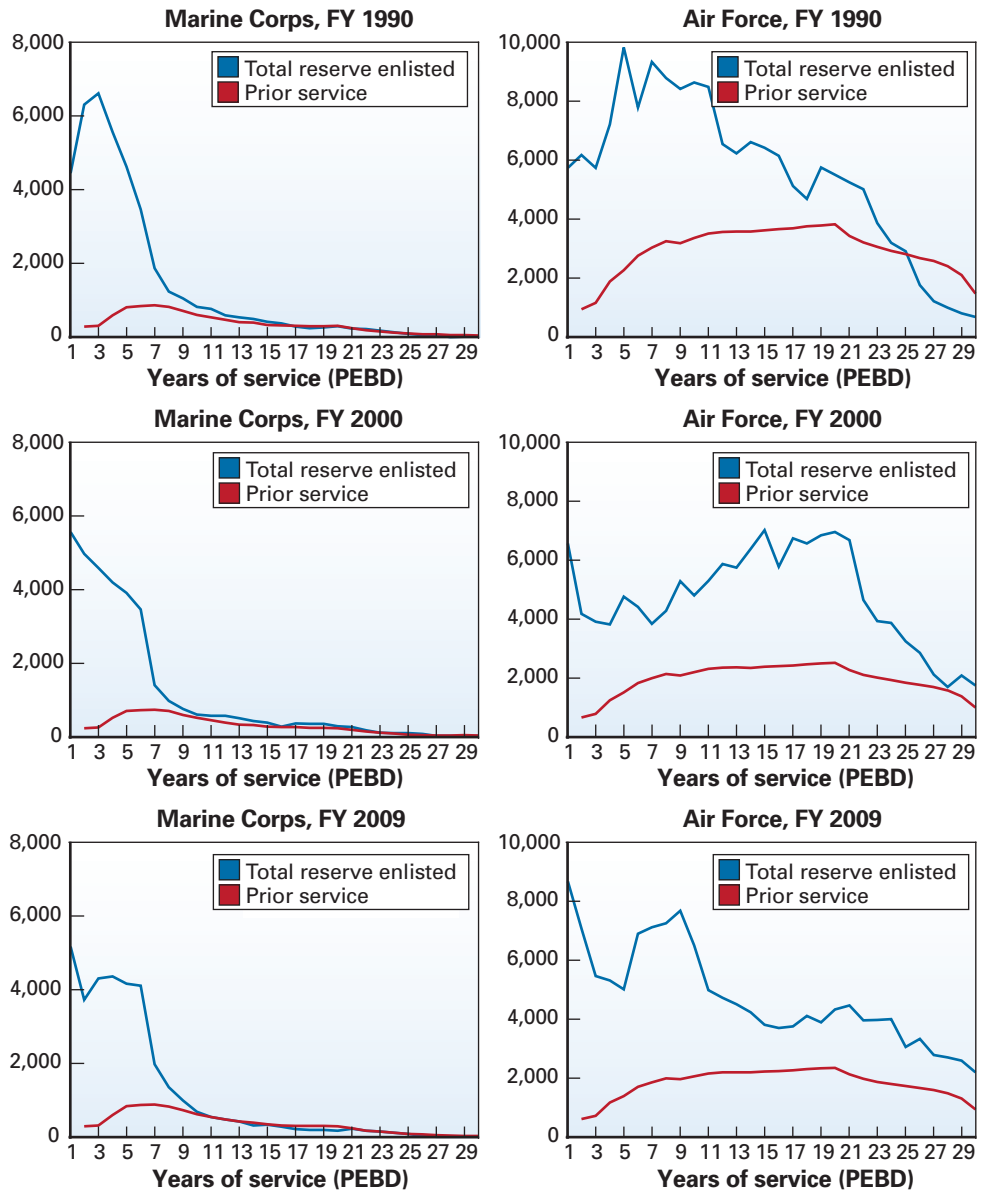 Marine Corps, FY 1990
8,000
6,000
4,000
2,000
0
Total reserve enlisted
Prior service
1 3 5 7 9 11 13 15 17 19 21 23 25 27 29
Years of service (PEBD)
Air Force, FY 1990
10,000
8,000
6,000
4,000
2,000
0
Total reserve enlisted
Prior service
1 3 5 7 9 11 13 15 17 19 21 23 25 27 29
Years of service (PEBD)
Marine Corps, FY 2000
8,000
6,000
4,000
2,000
0
Total reserve enlisted
Prior service
1 3 5 7 9 11 13 15 17 19 21 23 25 27 29
Years of service (PEBD)
Air Force, FY 2000
10,000
8,000
6,000
4,000
2,000
0
Total reserve enlisted
Prior service
1 3 5 7 9 11 13 15 17 19 21 23 25 27 29
Years of service (PEBD)
Marine Corps, FY 2009
8,000
6,000
4,000
2,000
0
Total reserve enlisted
Prior service
1 3 5 7 9 11 13 15 17 19 21 23 25 27 29
Years of service (PEBD)
Air Force, FY 2009
10,000
8,000
6,000
4,000
2,000
0
Total reserve enlisted
Prior service
1 3 5 7 9 11 13 15 17 19 21 23 25 27 29
Years of service (PEBD)